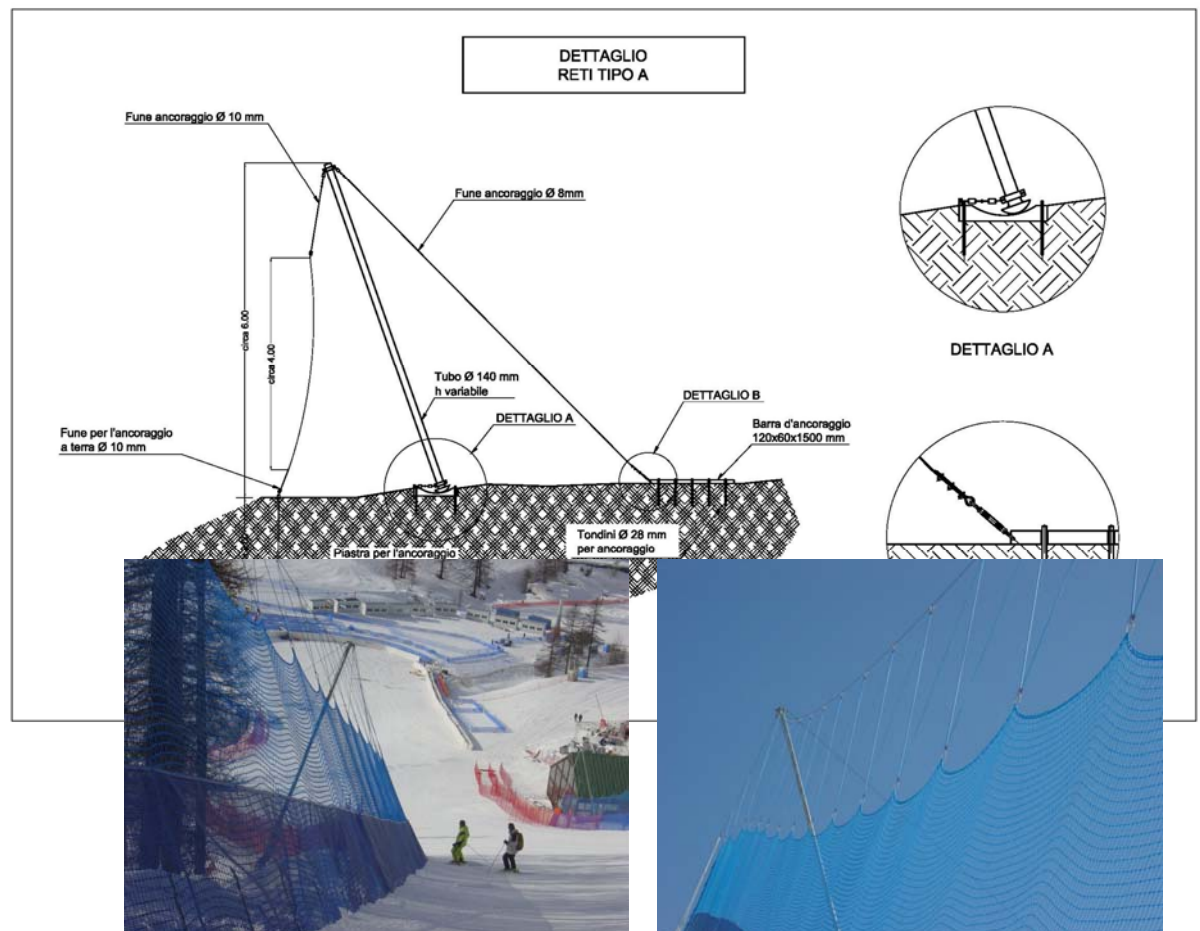 DETTAGLIO
RETI TIPO A
Fune ancoraggio Ø 10 mm
Fune ancoraggio Ø 8mm
circa 6.00
circa 4.00
DETTAGLIO A
Tubo Ø 140 mm
h variabile
DETTAGLIO A
DETTAGLIO B
Fune per l'ancoraggio
a terra Ø 10 mm
Barra d'ancoraggio
120x60x1500 mm
Piastra per l'ancoraggio
Tondini Ø 28 mm
per ancoraggio